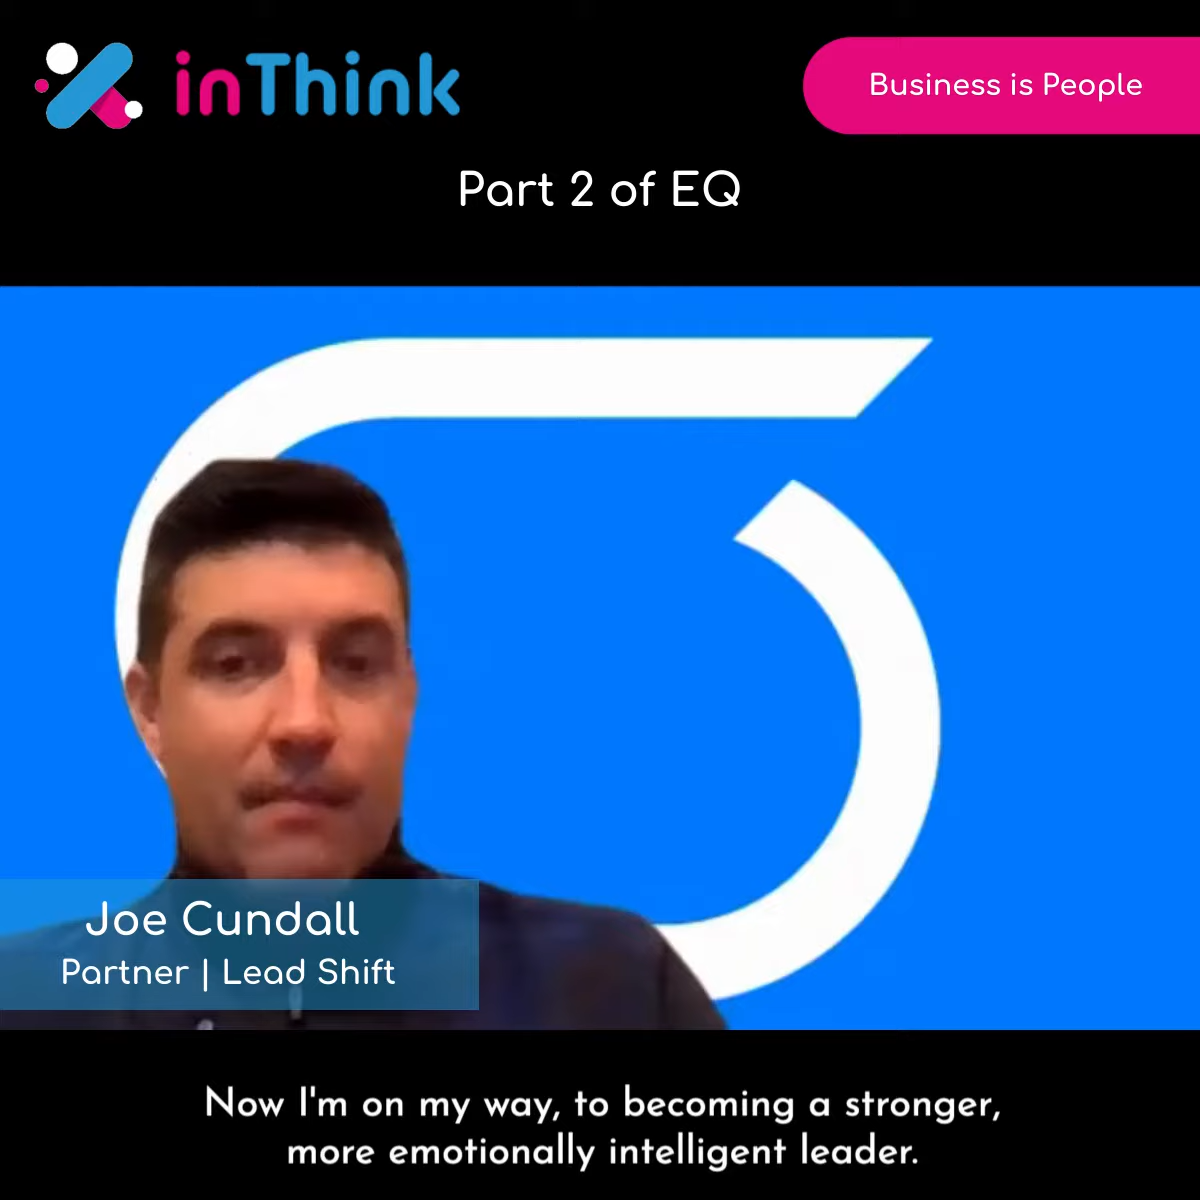 inThink
Business is People
Part 2 of EQ
Joe Cundall
Partner | Lead Shift
Now I'm on my way, to becoming a stronger,
more emotionally intelligent leader.